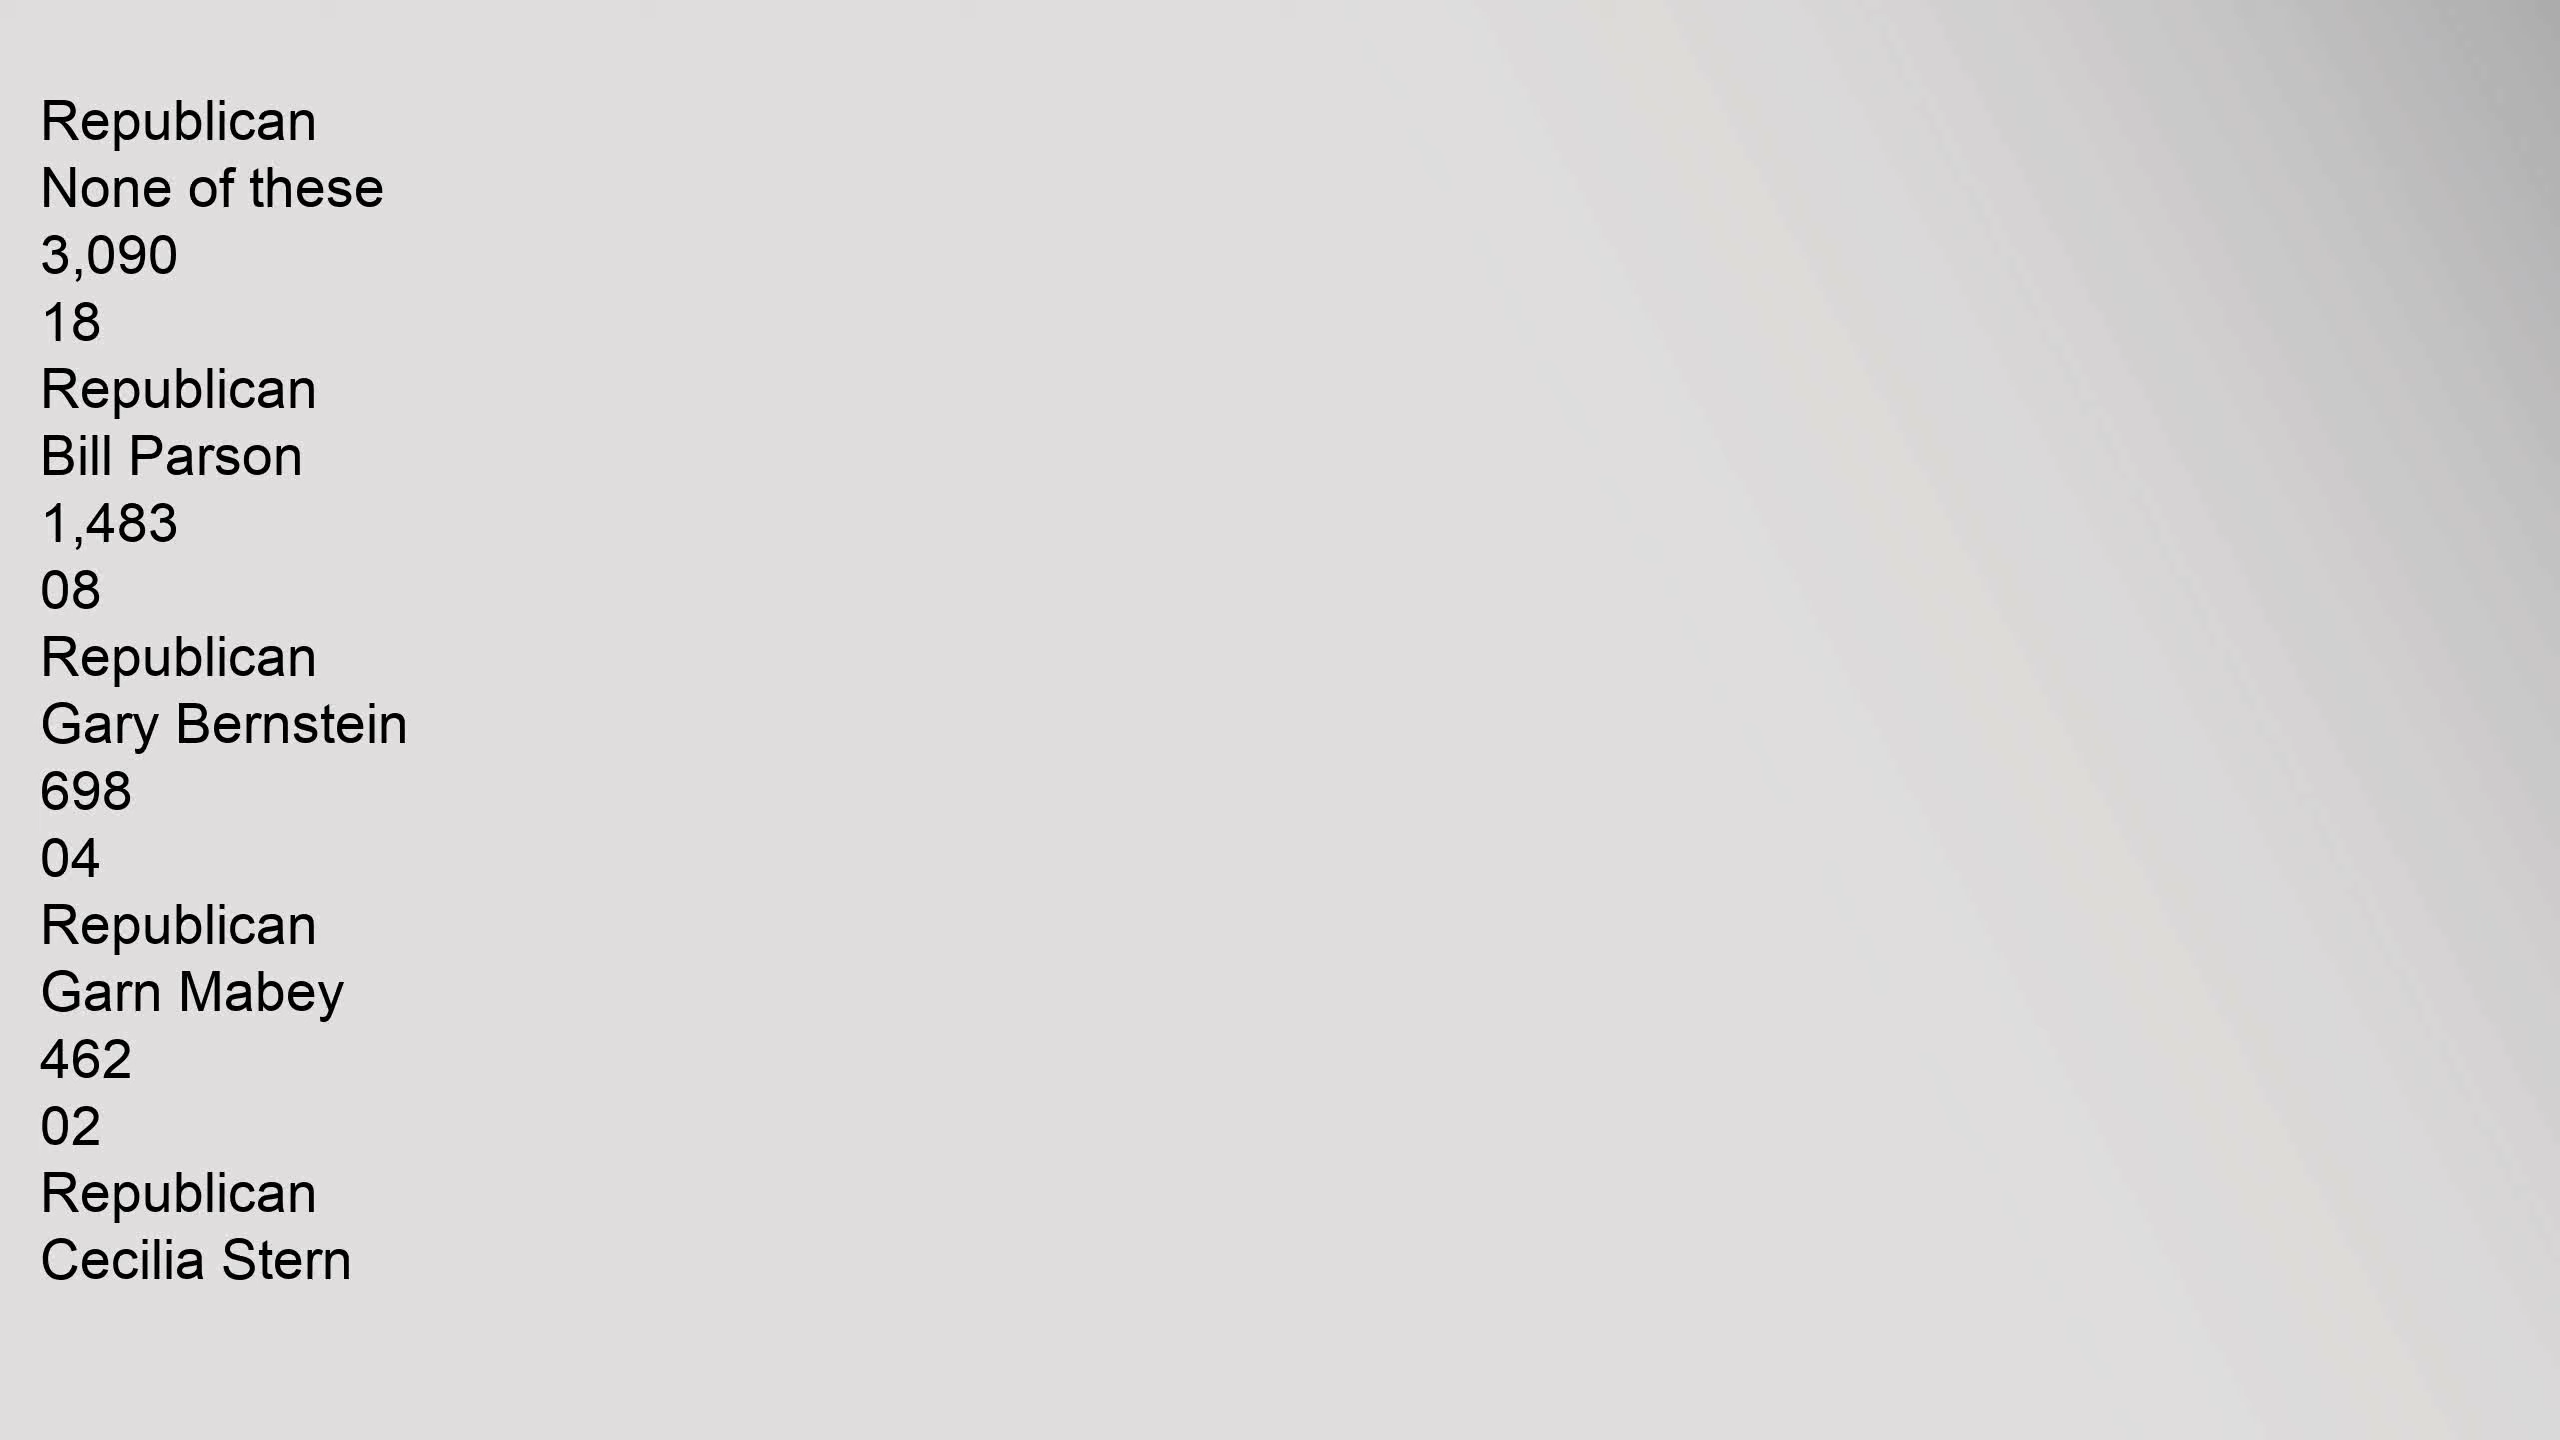 Republican
None of these
3,090
18
Republican
Bill Parson
1,483
08
Republican
Gary Bernstein
698
04
Republican
Garn Mabey
462
02
Republican
Cecilia Stern